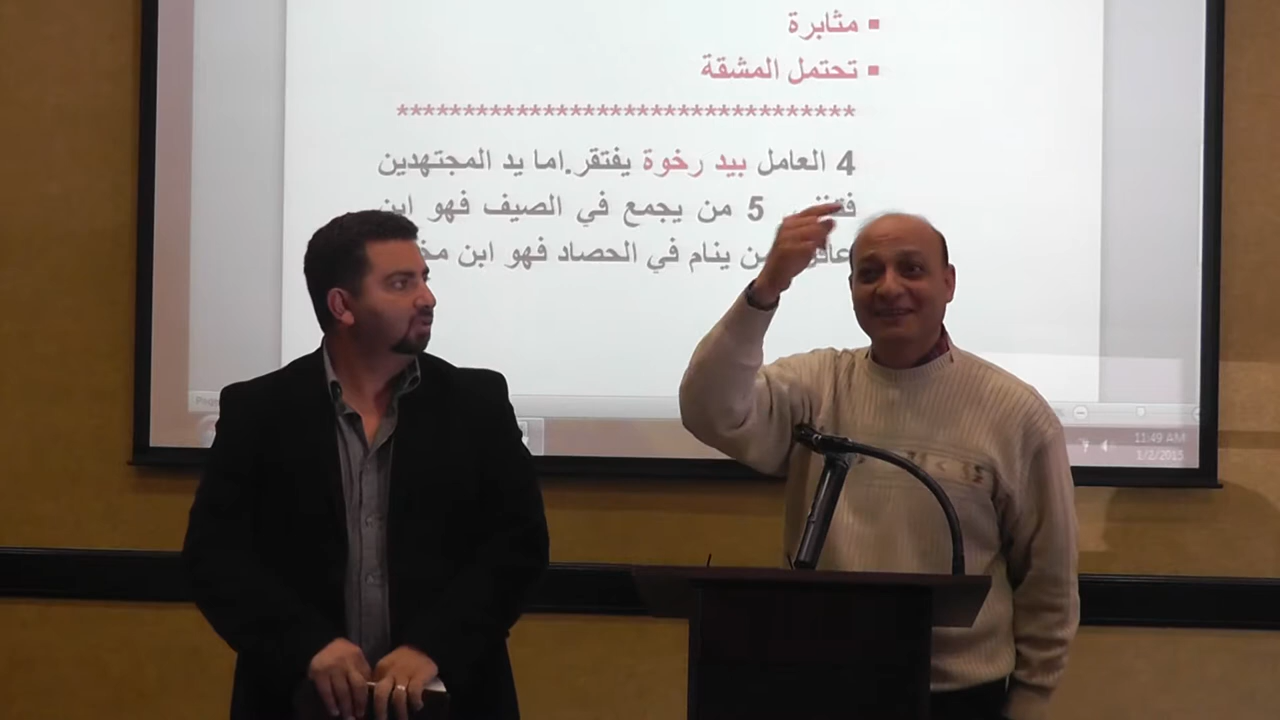 ▪ مثابرة
▪ تحتمل المشقة
*********************************
4 العامل بيد رخوة يفتقر.اما يد المجتهدين
5 من يجمع في الصيف فهو ابن
ينام في الحصاد فهو ابن
11:49 AM
1/2/2015